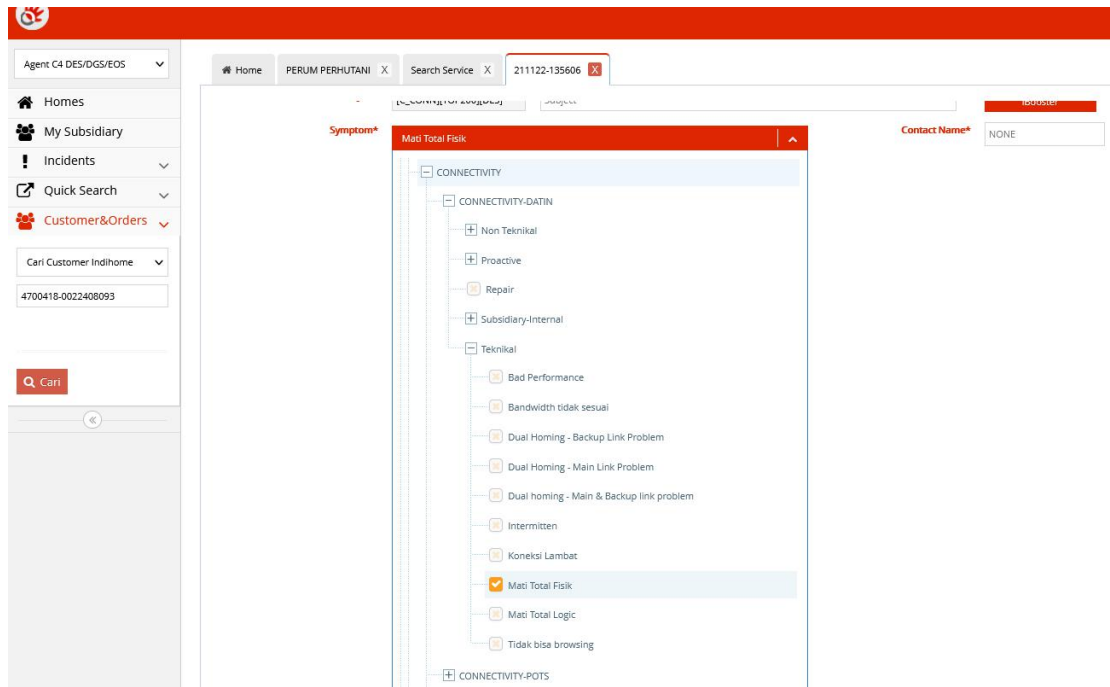 Agent C4 DES/DGS/EOS
Home
PERUM PERHUTANI X
Search Service X
211122-135606 X
Homes
My Subsidiary
Incidents
Quick Search
Customer&Orders
Cari Customer Indihome
4700418-0022408093
Cari
Subject
iBooster
Symptom*
Mati Total Fisik
Contact Name*
NONE
CONNECTIVITY
CONNECTIVITY-DATIN
Non Teknikal
Proactive
Repair
Subsidiary-Internal
Teknikal
Bad Performance
Bandwidth tidak sesuai
Dual Homing - Backup Link Problem
Dual Homing - Main Link Problem
Dual homing - Main & Backup link problem
Intermitten
Koneksi Lambat
Mati Total Fisik
Mati Total Logic
Tidak bisa browsing
CONNECTIVITY-POTS